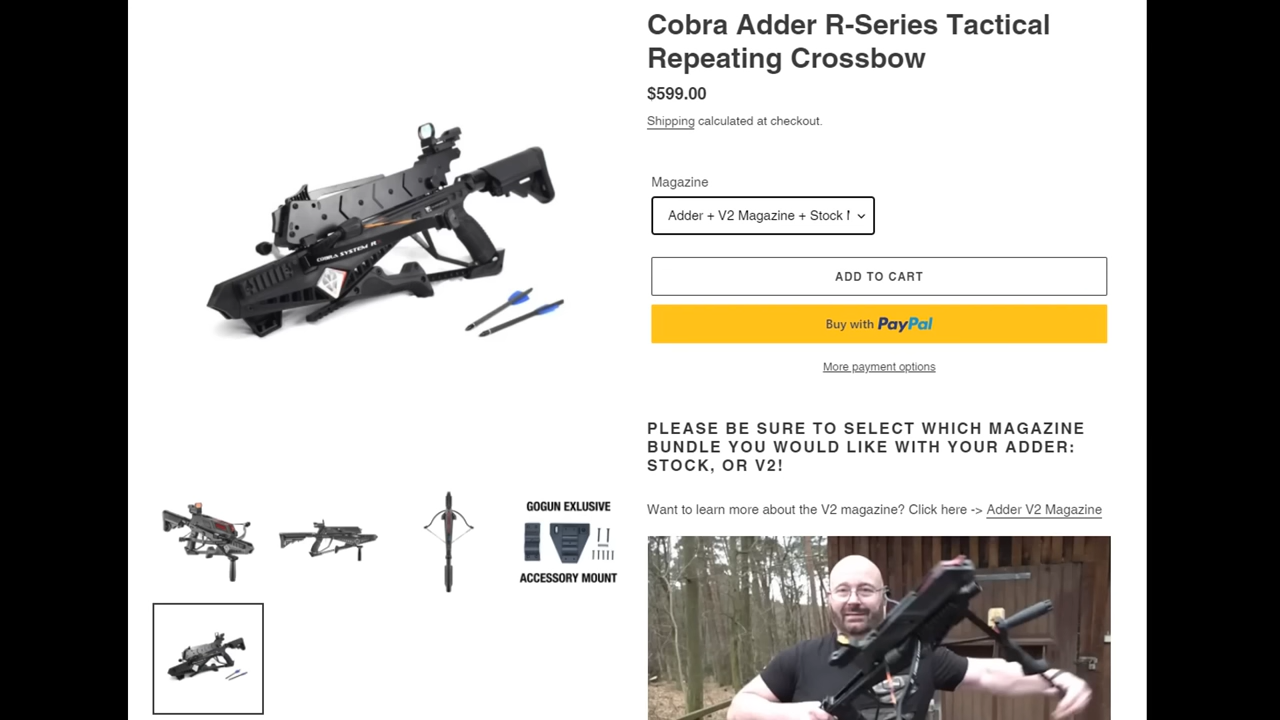 Cobra Adder R-Series Tactical
Repeating Crossbow
$599.00
Shipping calculated at checkout.
Magazine
Adder + V2 Magazine + Stock
ADD TO CART
Buy with PayPal
More payment options
COBRA SYSTEM R
PLEASE BE SURE TO SELECT WHICH MAGAZINE
BUNDLE YOU WOULD LIKE WITH YOUR ADDER:
STOCK, OR V2!
Want to learn more about the V2 magazine? Click here -> Adder V2 Magazine
GOGUN EXLUSIVE
ACCESSORY MOUNT